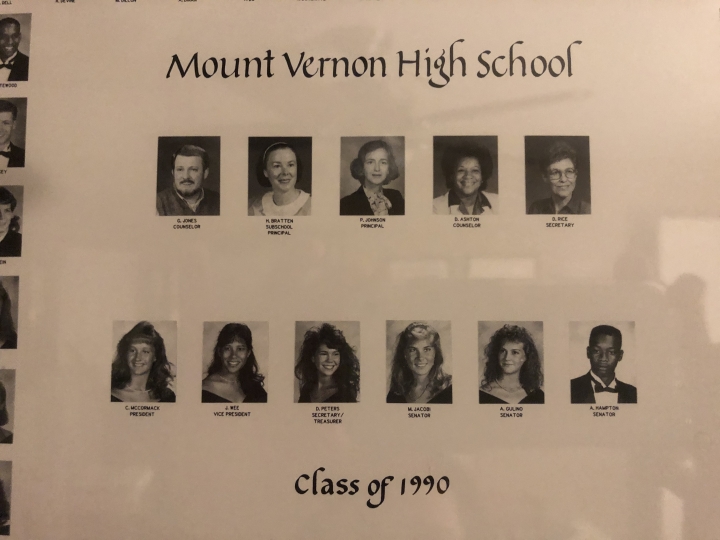 Mount Vernon High School
G. JONES
COUNSELOR
H. BRATTEN
SUBSCHOOL
PRINCIPAL
P. JOHNSON
PRINCIPAL
D. ASHTON
COUNSELOR
B. RICE
SECRETARY
C. MCCORMACK
PRESIDENT
J. WEE
VICE PRESIDENT
D. PETERS
SECRETARY/
TREASURER
M. JACOBI
SENATOR
A. GULINO
SENATOR
A. HAMPTON
SENATOR
Class of 1990